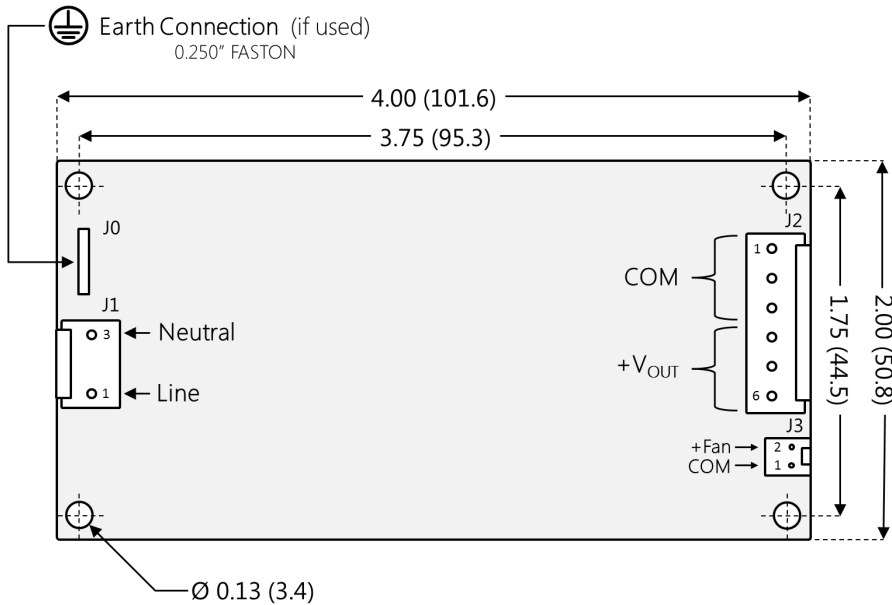 Earth Connection (if used)
0.250" FASTON
4.00 (101.6)
3.75 (95.3)
J0
J2
1
COM
J1
3
Neutral
+VOUT
1.75 (44.5)
2.00 (50.8)
1
Line
6
J3
+Fan
2
COM
1
Ø 0.13 (3.4)